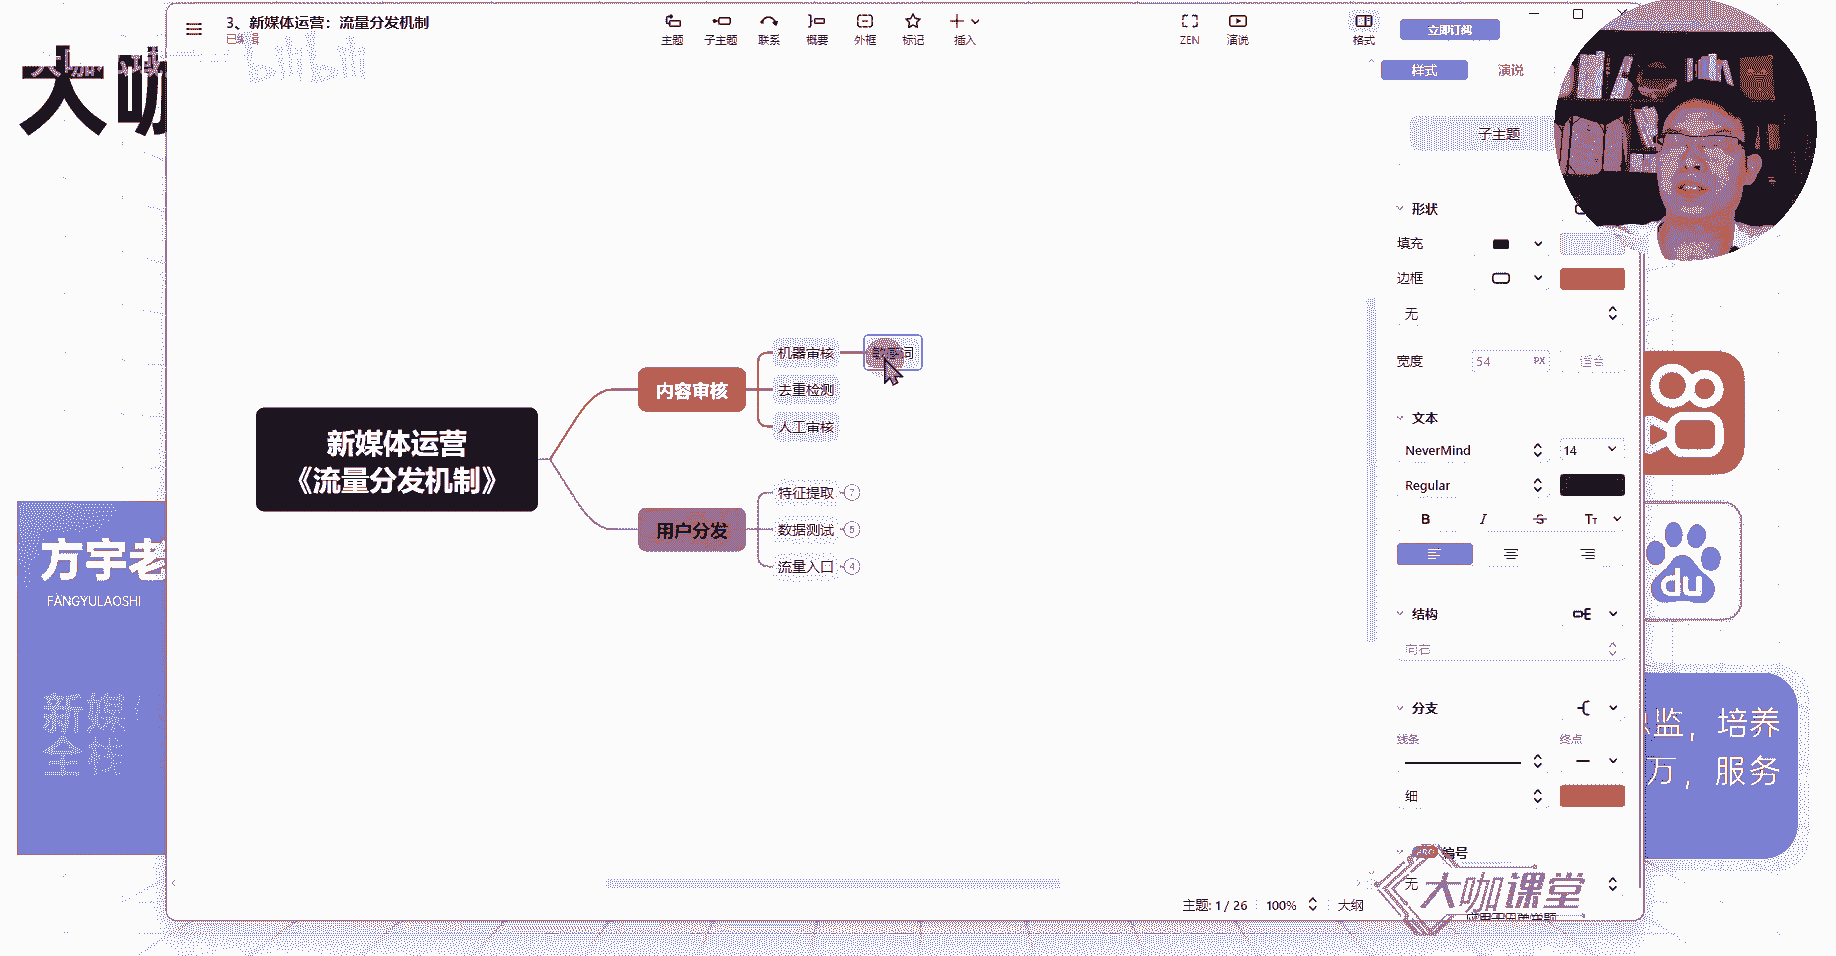 3、新媒体运营：流量分发机制
已编辑
主题
子主题
联系
概要
外框
标记
插入
ZEN
演说
格式
立即订阅
bilibili
大咖
样式
演说
子主题
形状
填充
边框
无
宽度
54
PX
适合
文本
NeverMind
14
Regular
B
I
S
Tт
结构
向右
分支
线条
终点
细
编号
无
新媒体运营
《流量分发机制》
内容审核
机器审核
去重检测
人工审核
用户分发
特征提取
7
数据测试
5
流量入口
4
方宇老
FANGYULAOSHI
新媒
全栈
du
监，培养
万，服务
主题: 1 / 26
100%
大纲
大咖课堂